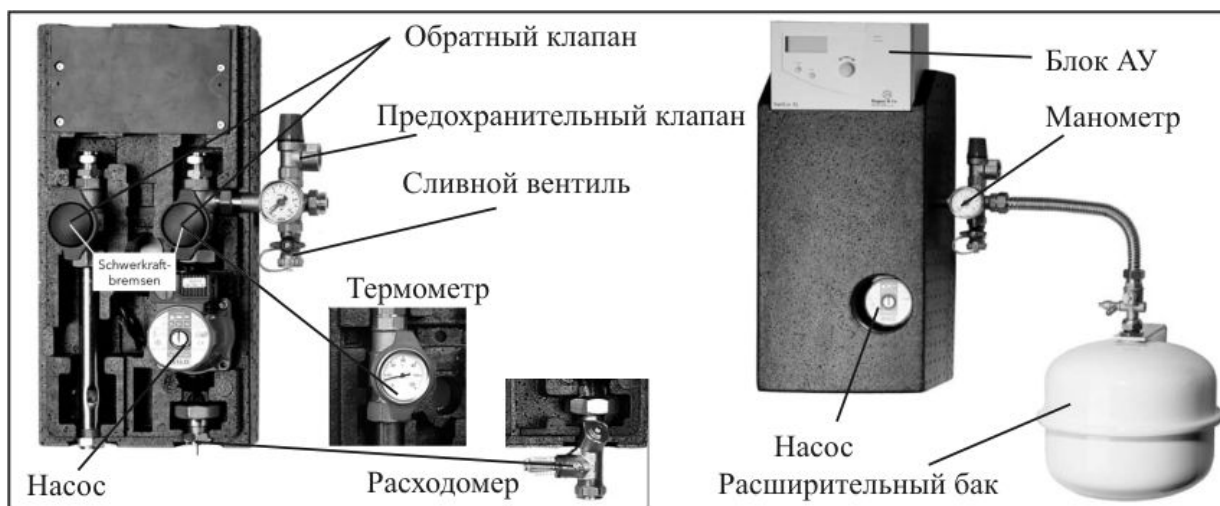 Обратный клапан
Предохранительный клапан
Сливной вентиль
Schwerkraft-
bremsen
Термометр
Насос
Расходомер
Блок АУ
Манометр
Насос
Расширительный бак